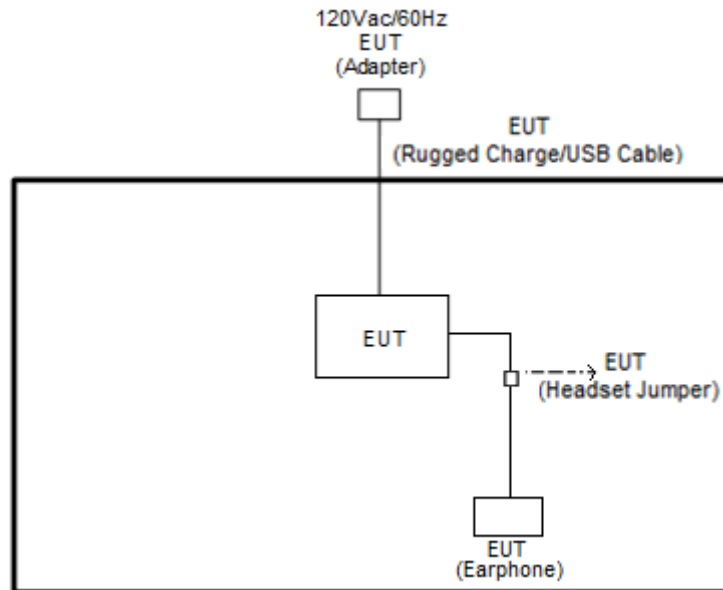 120Vac/60Hz
EUT
(Adapter)
EUT
(Rugged Charge/USB Cable)
EUT
EUT
(Headset Jumper)
EUT
(Earphone)